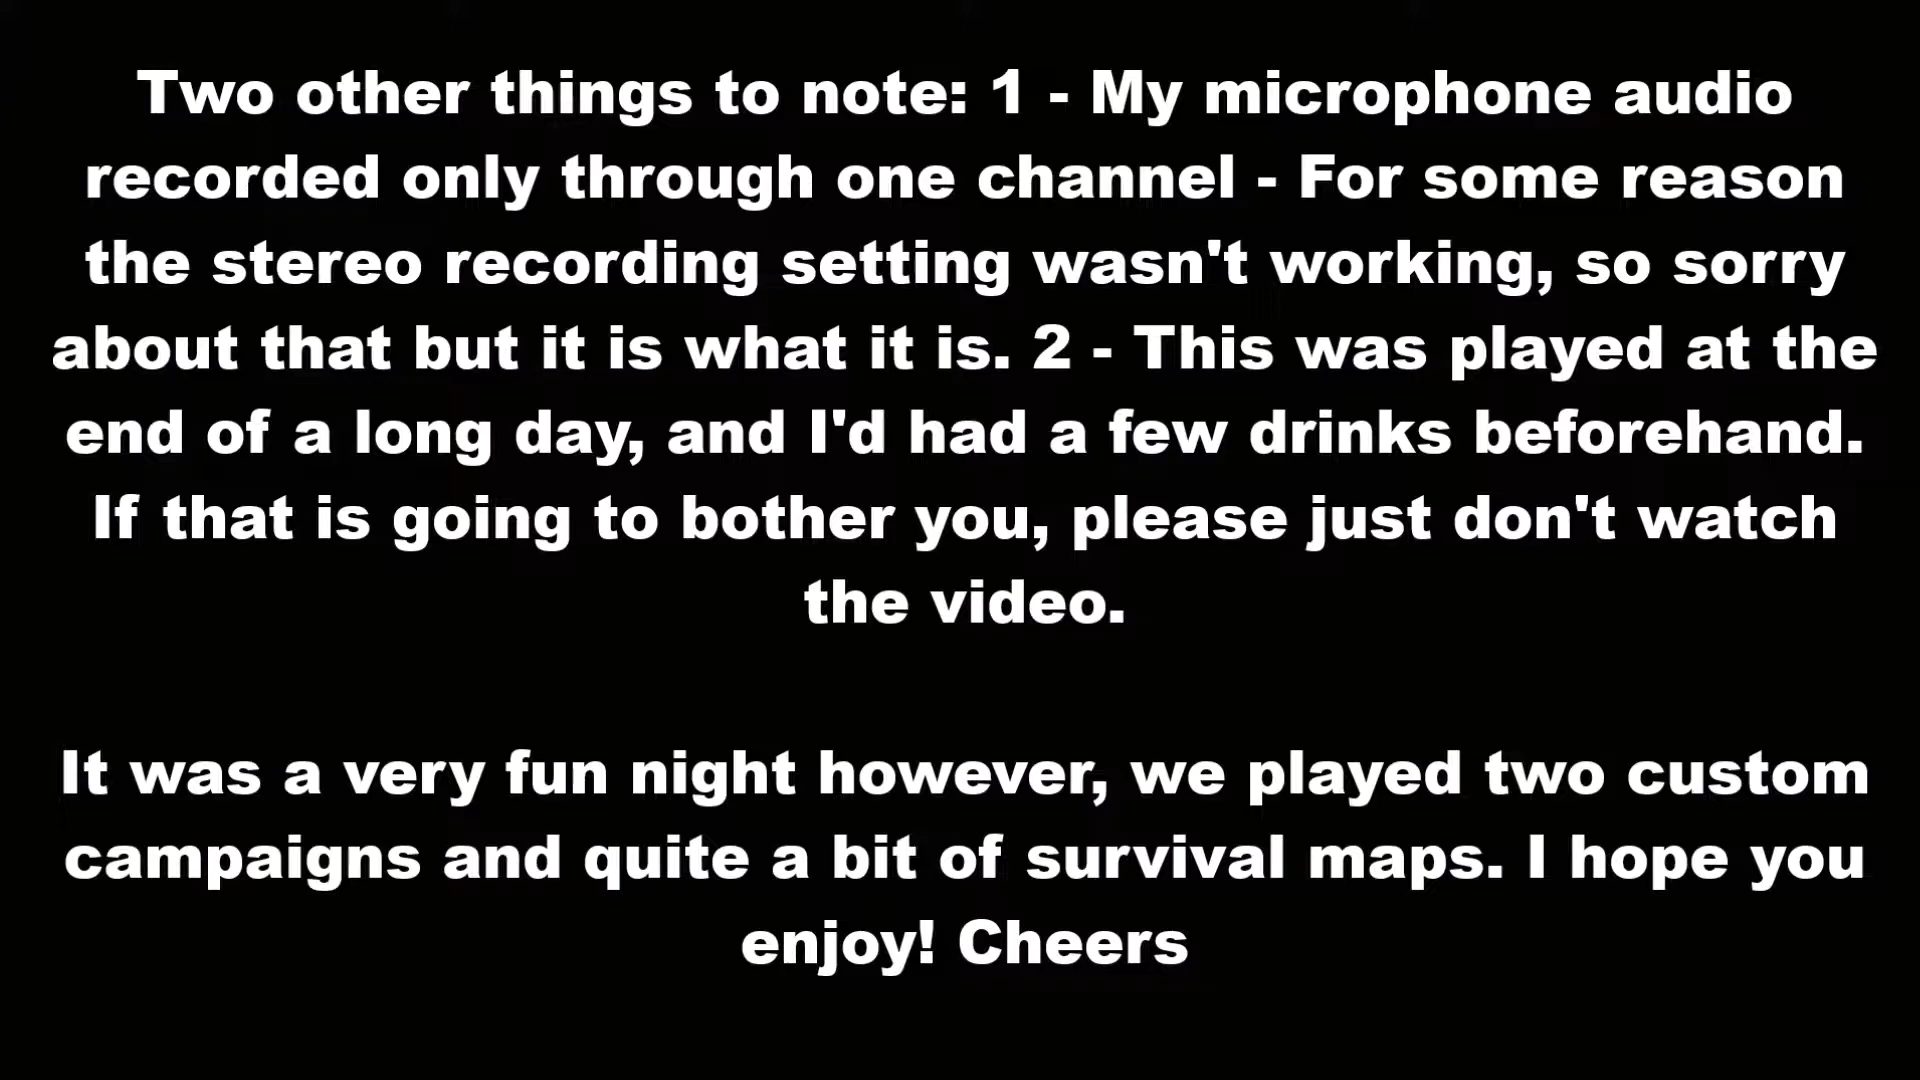 Two other things to note: 1 - My microphone audio
recorded only through one channel - For some reason
the stereo recording setting wasn't working, so sorry
about that but it is what it is. 2 - This was played at the
end of a long day, and I'd had a few drinks beforehand.
If that is going to bother you, please just don't watch
the video.
It was a very fun night however, we played two custom
campaigns and quite a bit of survival maps. I hope you
enjoy! Cheers